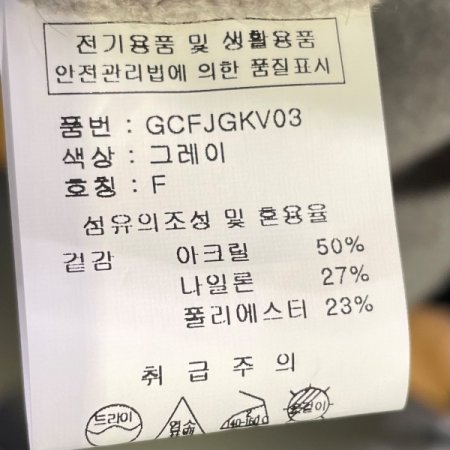 전기용품 및 생활용품
안전관리법에 의한 품질표시
품번 : GCFJGKV03
색상 : 그레이
호칭 : F
섬유의조성 및 혼용율
겉감 아크릴 50%
나일론 27%
폴리에스터 23%
취 급 주 의
드라이